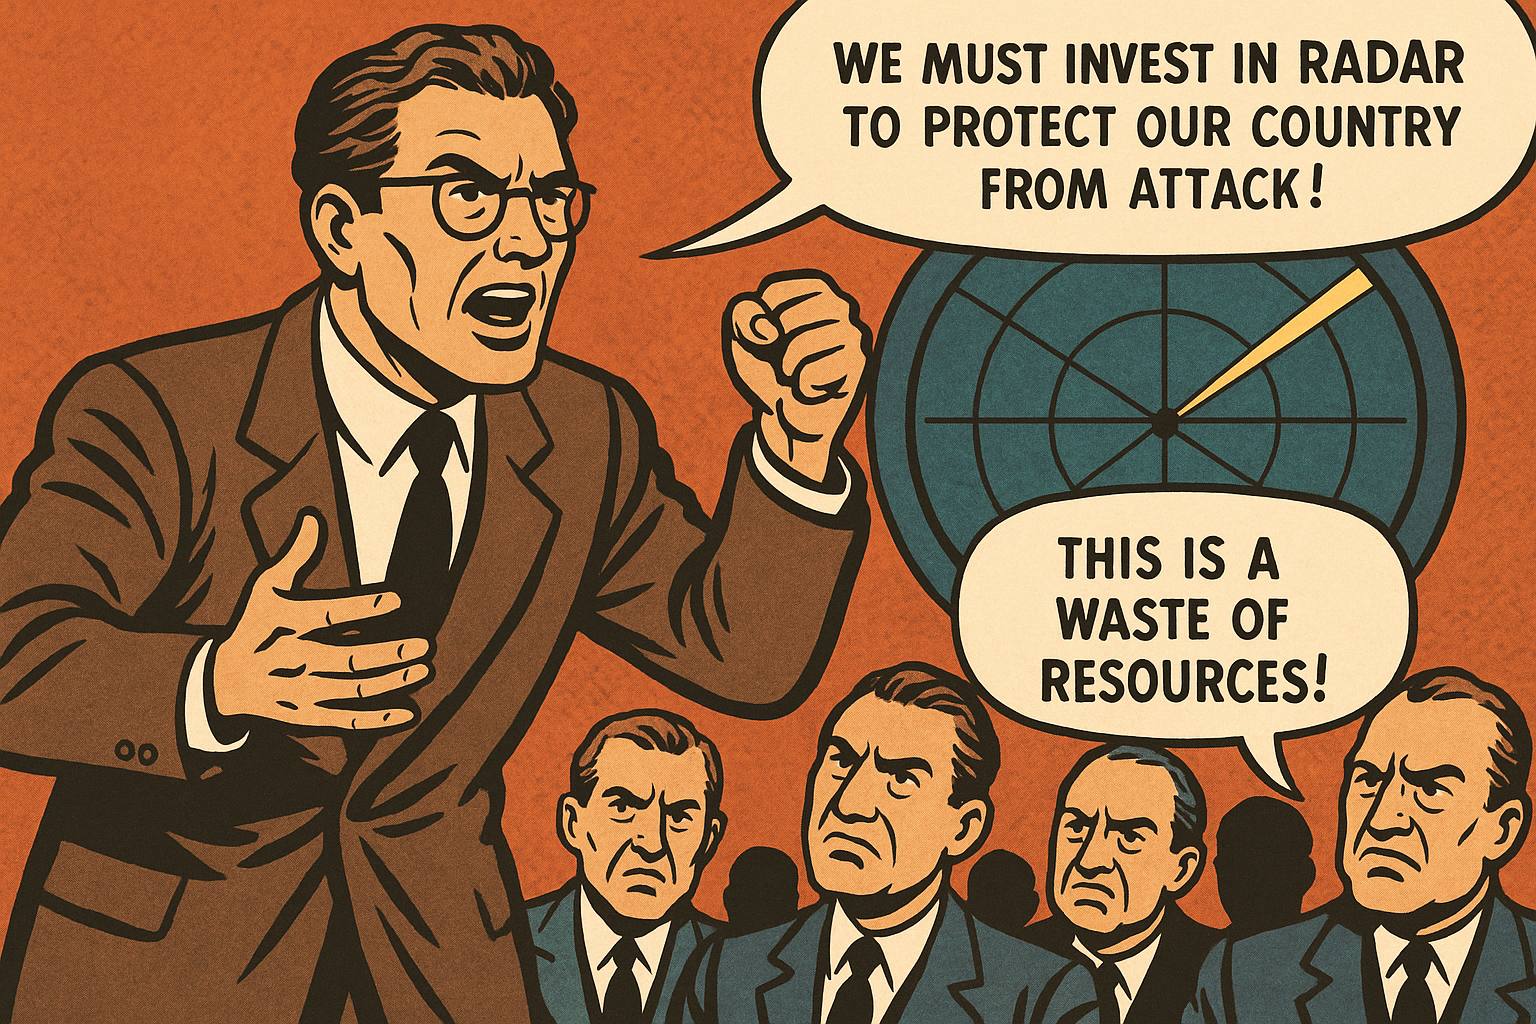 WE MUST INVEST IN RADAR
TO PROTECT OUR COUNTRY
FROM ATTACK!
THIS IS A
WASTE OF
RESOURCES!